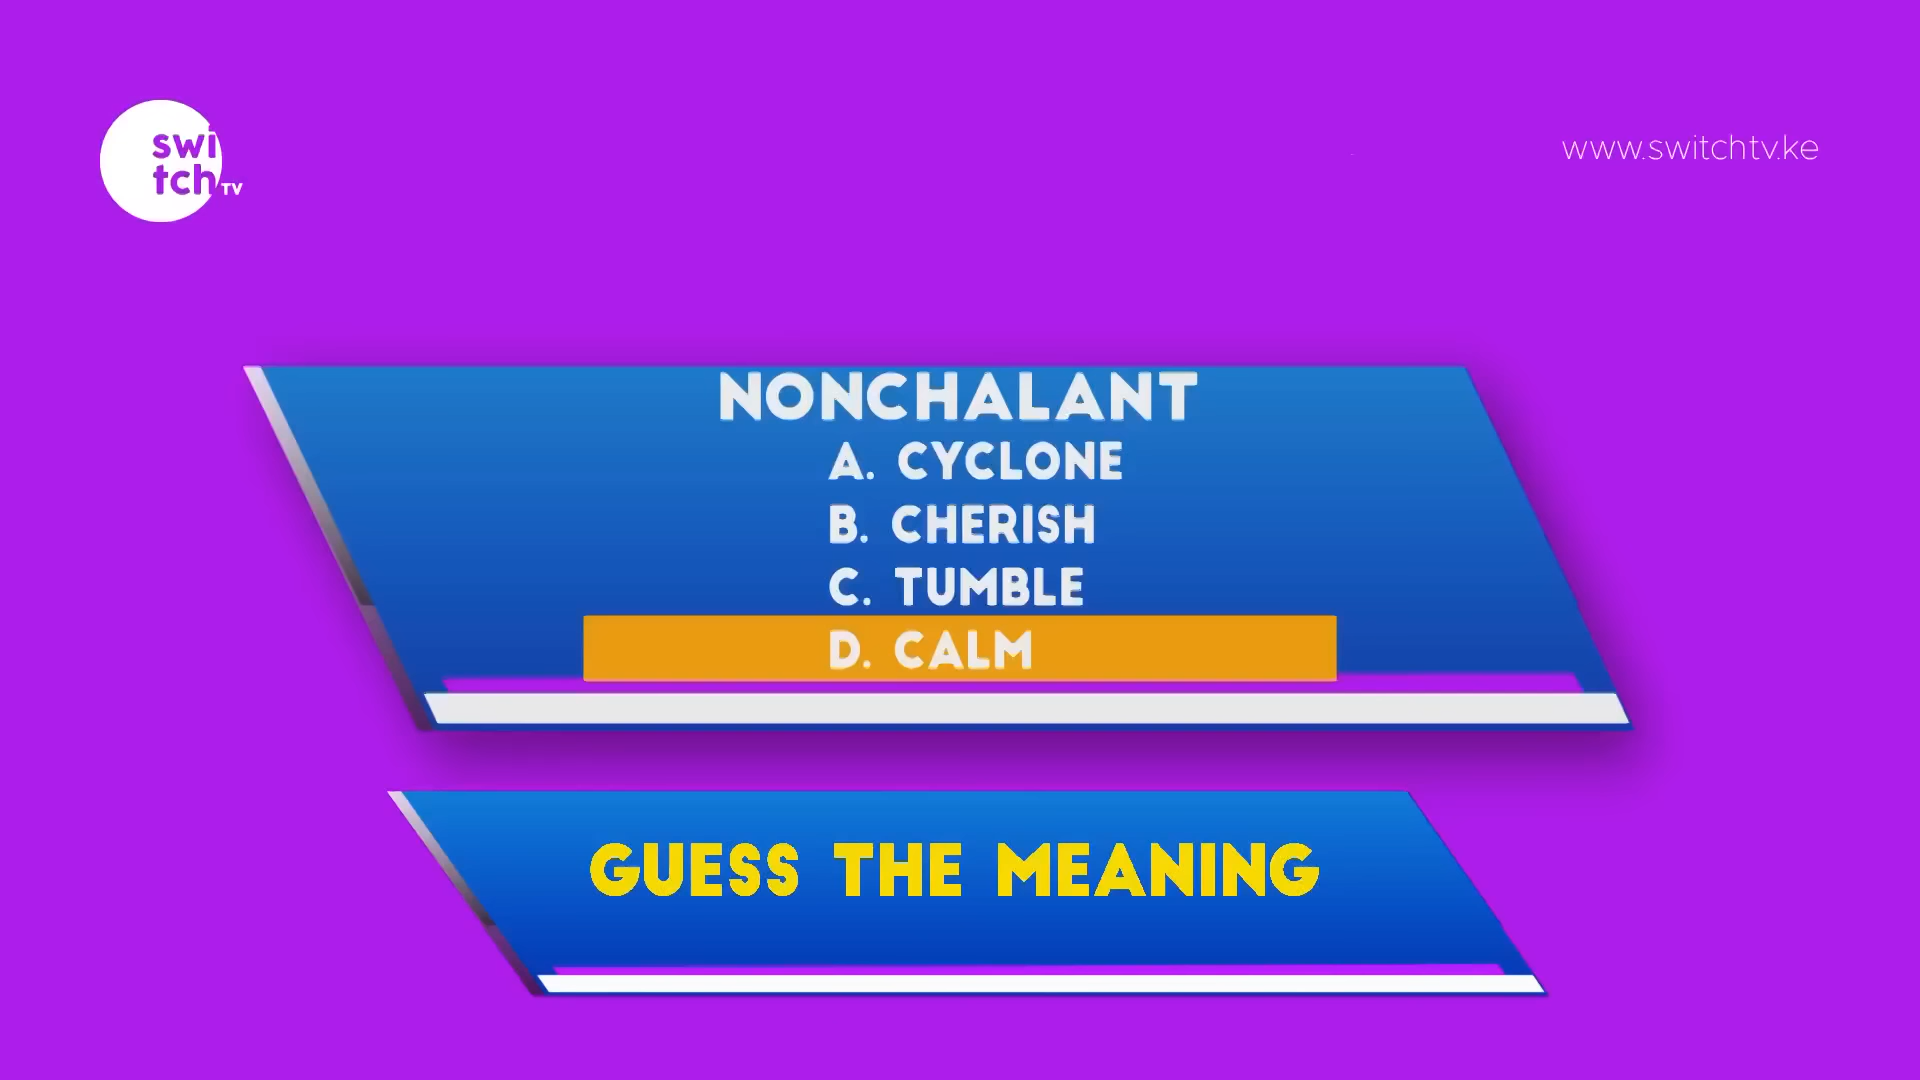 swi
tch TV
www.switchtv.ke
NONCHALANT
A. CYCLONE
B. CHERISH
C. TUMBLE
D. CALM
GUESS THE MEANING